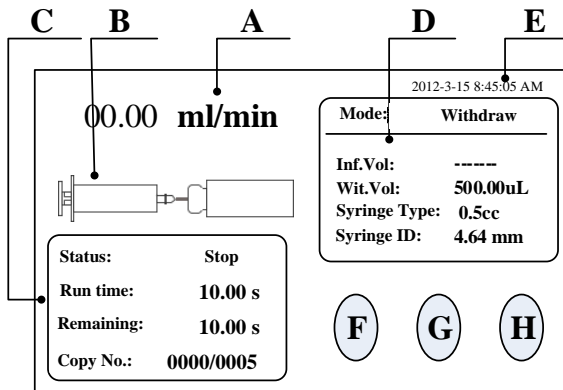 C B A D E
2012-3-15 8:45:05 AM
00.00 ml/min
Mode: Withdraw
Inf.Vol: -------
Wit.Vol: 500.00uL
Syringe Type: 0.5cc
Syringe ID: 4.64 mm
Status: Stop
Run time: 10.00 s
Remaining: 10.00 s
Copy No.: 0000/0005
F G H